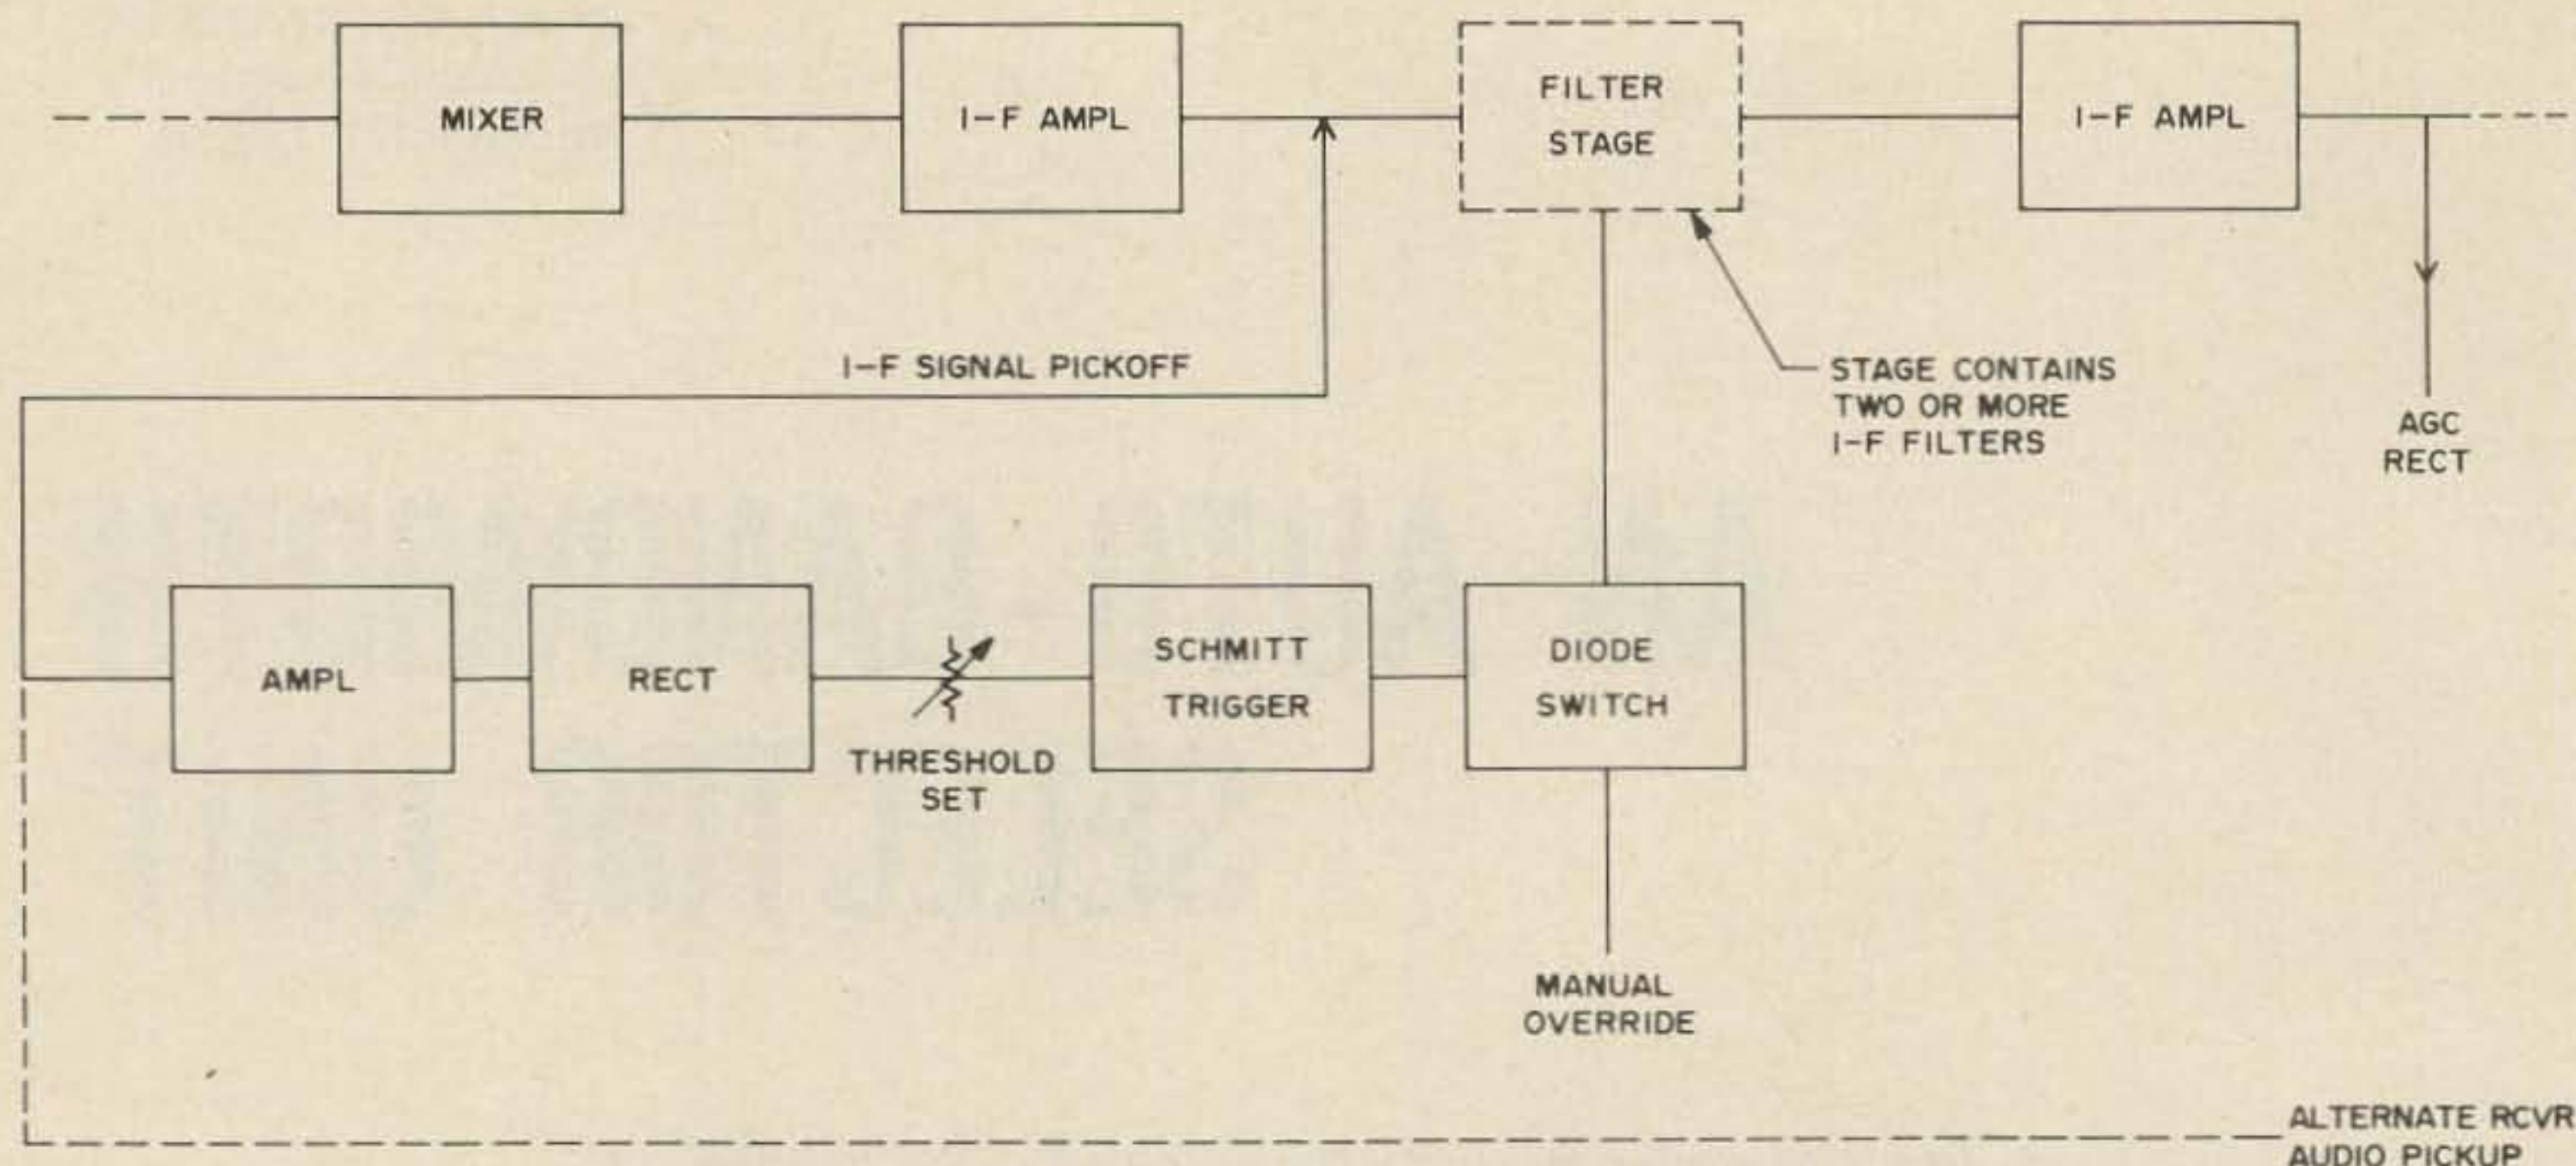 MIXER
I-F AMPL
FILTER
STAGE
I-F AMPL
I-F SIGNAL PICKOFF
STAGE CONTAINS
TWO OR MORE
I-F FILTERS
AGC
RECT
AMPL
RECT
THRESHOLD
SET
SCHMITT
TRIGGER
DIODE
SWITCH
MANUAL
OVERRIDE
ALTERNATE RCVR
AUDIO PICKUP